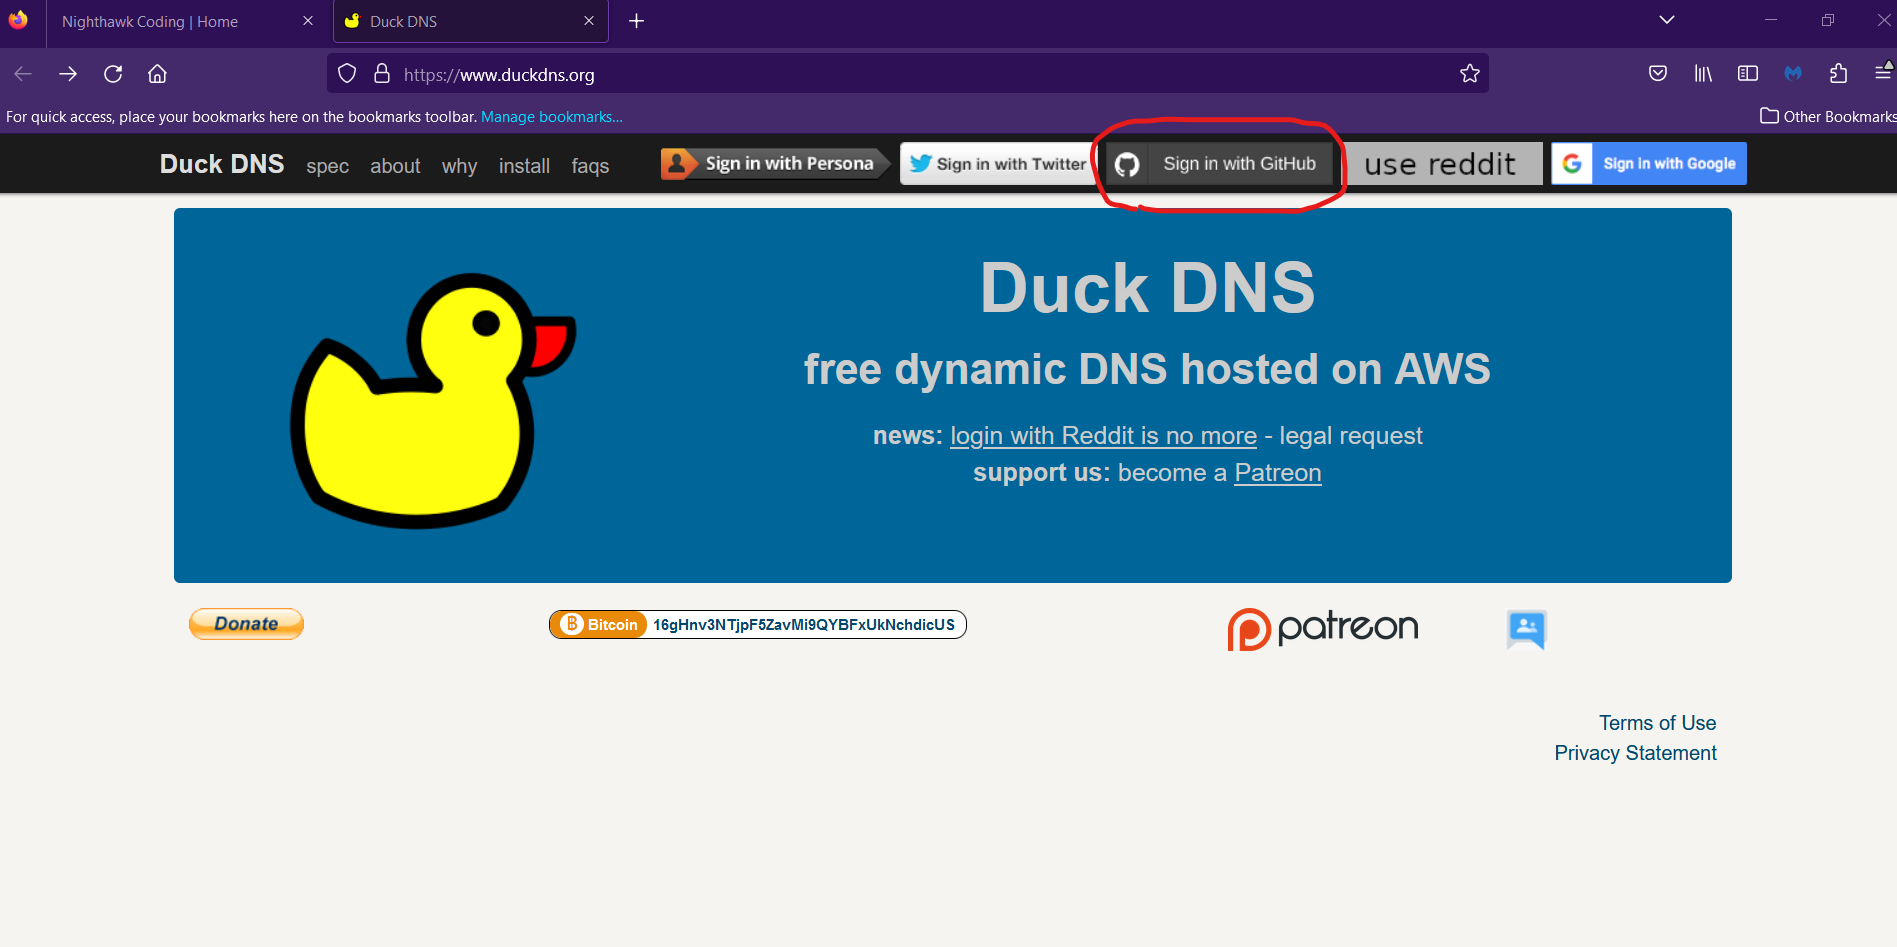 Nighthawk Coding | Home
Duck DNS
https://www.duckdns.org
For quick access, place your bookmarks here on the bookmarks toolbar. Manage bookmarks...
Other Bookmarks
Duck DNS spec about why install faqs
Sign in with Persona
Sign in with Twitter
Sign in with GitHub
use reddit
G Sign in with Google
Duck DNS
free dynamic DNS hosted on AWS
news: login with Reddit is no more - legal request
support us: become a Patreon
Donate
Bitcoin 16gHnv3NTjpF5ZavMi9QYBFxUkNchdicUS
patreon
Terms of Use
Privacy Statement